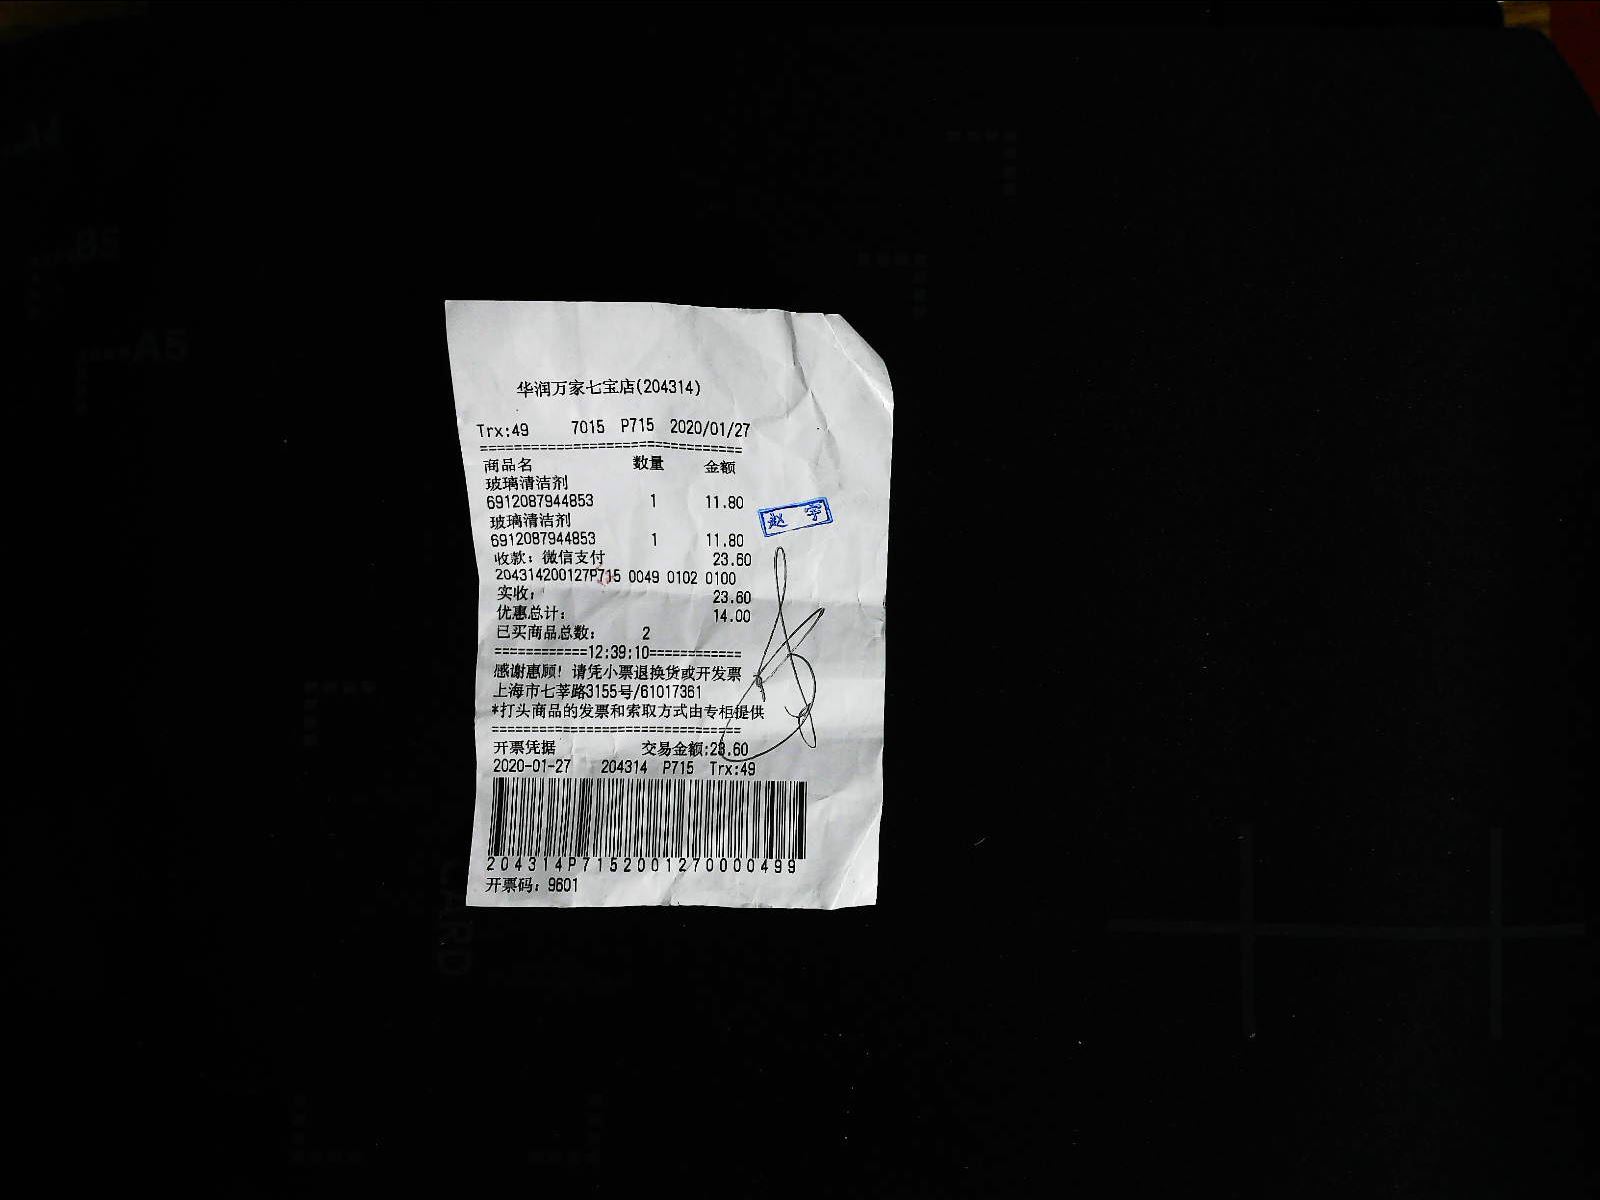 华润万家七宝店(204314)
Trx:49 7015 P715 2020/01/27
==============================
商品名 数量 金额
玻璃清洁剂
6912087944853 1 11.80
玻璃清洁剂
6912087944853 1 11.80
收款：微信支付 23.60
204314200127P715 0049 0102 0100
实收： 23.60
优惠总计： 14.00
已买商品总数： 2
============12:39:10============
感谢惠顾！请凭小票退换货或开发票
上海市七莘路3155号/61017361
*打头商品的发票和索取方式由专柜提供
==============================
开票凭据 交易金额:23.60
2020-01-27 204314 P715 Trx:49
204314P7152001270000499
开票码：9601
赵宇
A4
B5
A5
CARD